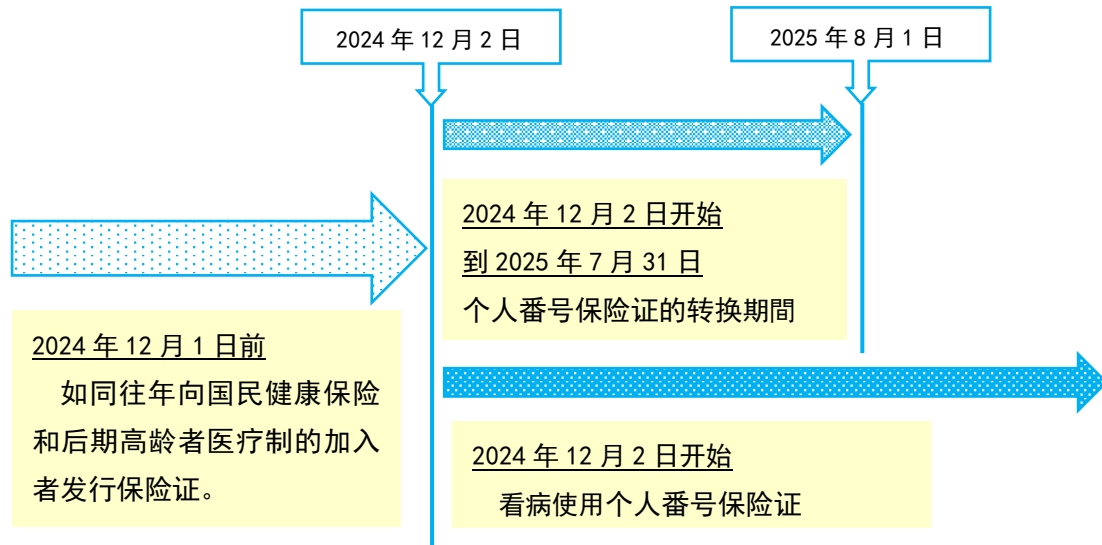 2024 年 12 月 2 日
2025 年 8 月 1 日
2024 年 12 月 2 日开始
到 2025 年 7 月 31 日
个人番号保险证的转换期間
2024 年 12 月 1 日前
如同往年向国民健康保险
和后期高龄者医疗制的加入
者发行保险证。
2024 年 12 月 2 日开始
看病使用个人番号保险证